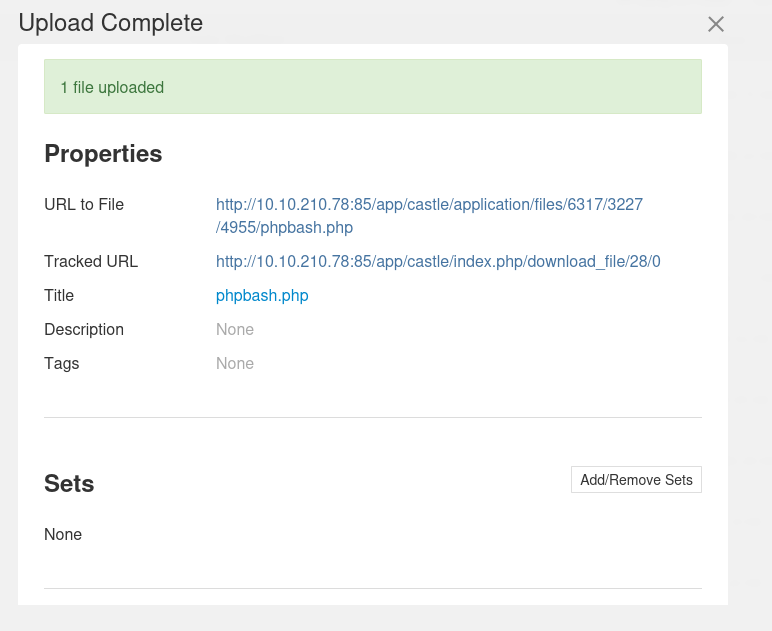 Upload Complete
1 file uploaded
Properties
URL to File
http://10.10.210.78:85/app/castle/application/files/6317/3227
/4955/phpbash.php
Tracked URL
http://10.10.210.78:85/app/castle/index.php/download_file/28/0
Title
phpbash.php
Description
None
Tags
None
Sets
Add/Remove Sets
None